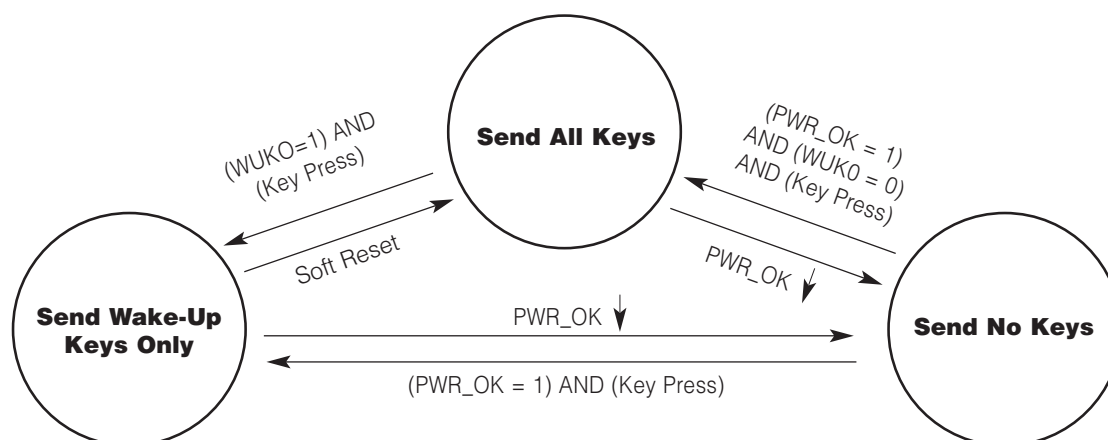 Send All Keys
(WUKO=1) AND
(Key Press)
Soft Reset
(PWR_OK = 1)
AND (WUK0 = 0)
AND (Key Press)
PWR_OK
Send Wake-Up
Keys Only
PWR_OK
(PWR_OK = 1) AND (Key Press)
Send No Keys